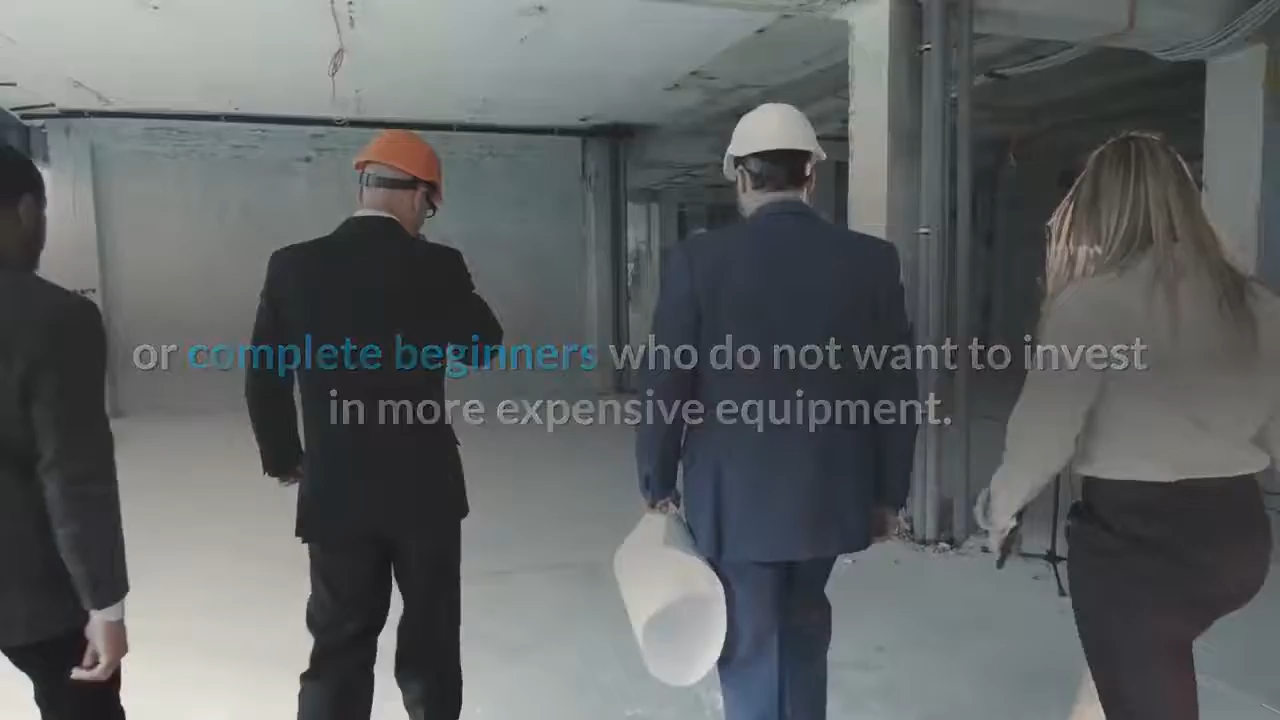 or complete beginners who do not want to invest
in more expensive equipment.